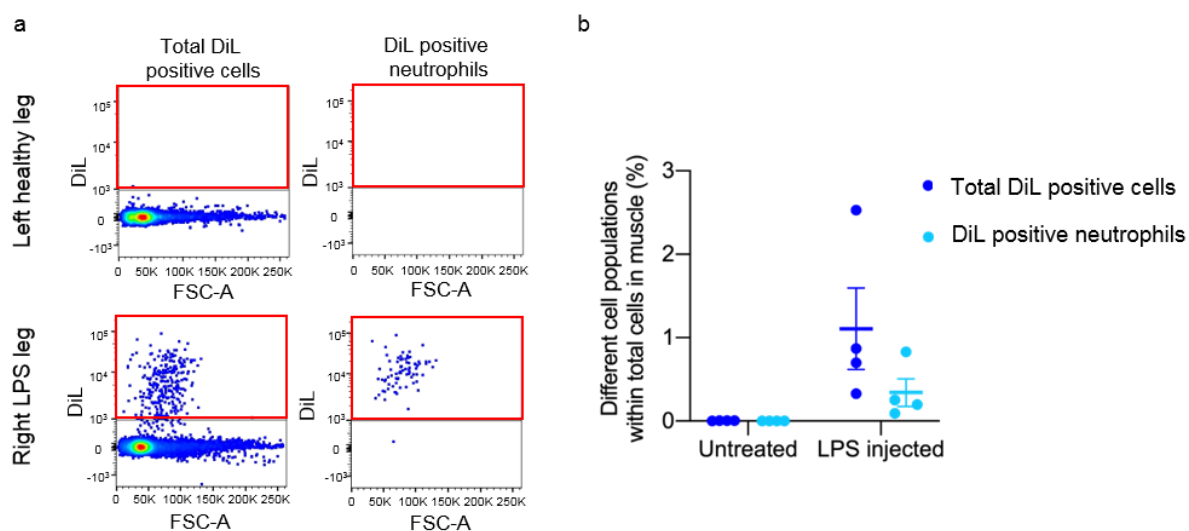 a
Total DiL
positive cells
DiL positive
neutrophils
Left healthy leg
DiL
10⁵
10⁴
10³
0
-10³
0 50K 100K 150K 200K 250K
FSC-A
DiL
10⁵
10⁴
10³
0
-10³
0 50K 100K 150K 200K 250K
FSC-A
Right LPS leg
DiL
10⁵
10⁴
10³
0
-10³
0 50K 100K 150K 200K 250K
FSC-A
DiL
10⁵
10⁴
10³
0
-10³
0 50K 100K 150K 200K 250K
FSC-A
b
Different cell populations
within total cells in muscle (%)
3
2
1
0
Untreated LPS injected
Total DiL positive cells
DiL positive neutrophils